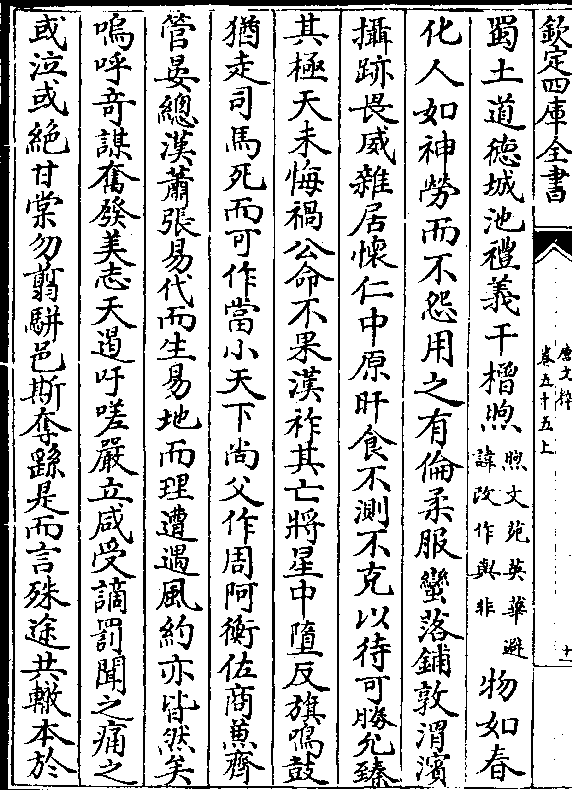 欽定四庫全書
唐文粹
卷五十五上
十一
蜀土道德城池禮義干櫓煦煦文苑英華避諱改作與非物如春
化人如神勞而不怨用之有倫柔服蠻落鋪敦渭濱
攝跡畏威雜居懷仁中原旰食不測不克以待可勝允臻
其極天未悔禍公命不果漢祚其亡將星中墮反旗鳴鼓
猶走司馬死而可作當小天下尚父作周阿衡佐商兼齊
管晏總漢蕭張易代而生易地而理遭遇風約亦皆然矣
嗚呼奇謀奮發美志夭遏吁嗟嚴立咸受謫罰聞之痛之
或泣或絶甘棠勿翦駢邑斯奪繇是而言殊途共轍本於